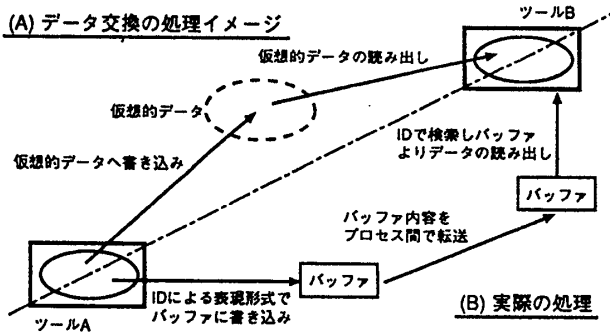 (A) データ交換の処理イメージ
ツールB
仮想的データの読み出し
仮想的データ
IDで検索しバッファ
よりデータの読み出し
仮想的データへ書き込み
バッファ
バッファ内容を
プロセス間で転送
バッファ
IDによる表現形式で
バッファに書き込み
(B) 実際の処理
ツールA